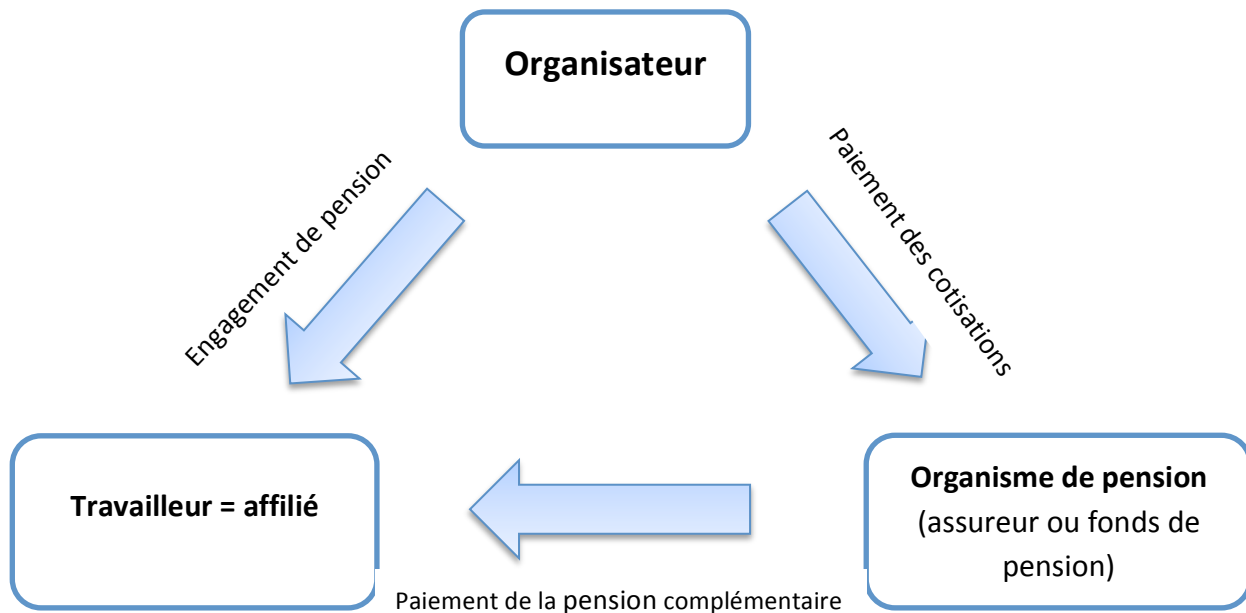 Organisateur
Engagement de pension
Paiement des cotisations
Travailleur = affilié
Organisme de pension
(assureur ou fonds de
pension)
Paiement de la pension complémentaire